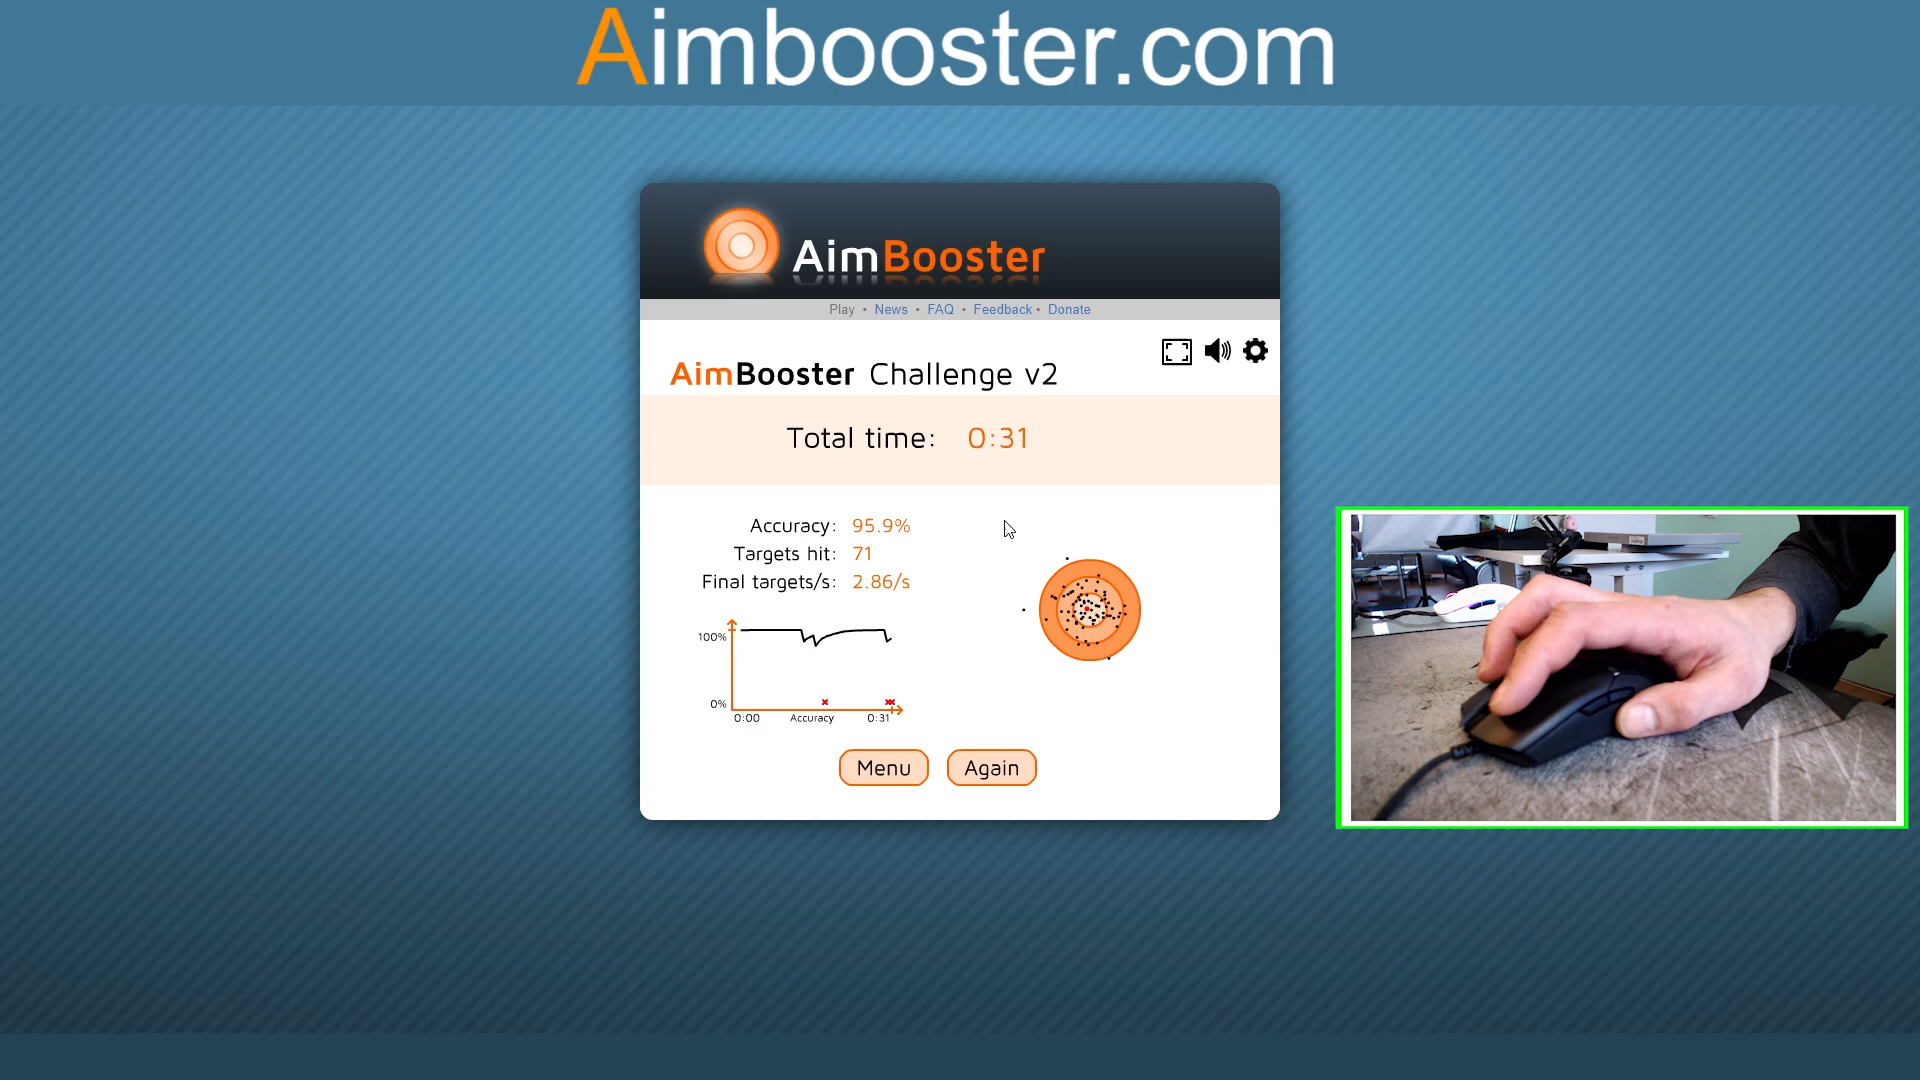 Aimbooster.com
AimBooster
Play • News • FAQ • Feedback • Donate
AimBooster Challenge v2
Total time: 0:31
Accuracy: 95.9%
Targets hit: 71
Final targets/s: 2.86/s
100%
0%
0:00 Accuracy 0:31
Menu Again